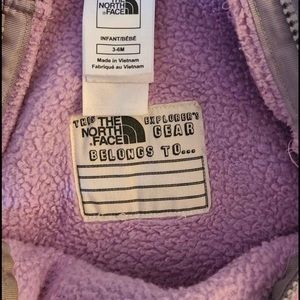 THE
NORTH
FACE
INFANT/BÉBÉ
3-6M
Made in Vietnam
Fabriqué au Vietnam
THIS THE NORTH FACE EXPLORER'S
GEAR
BELONGS TO...